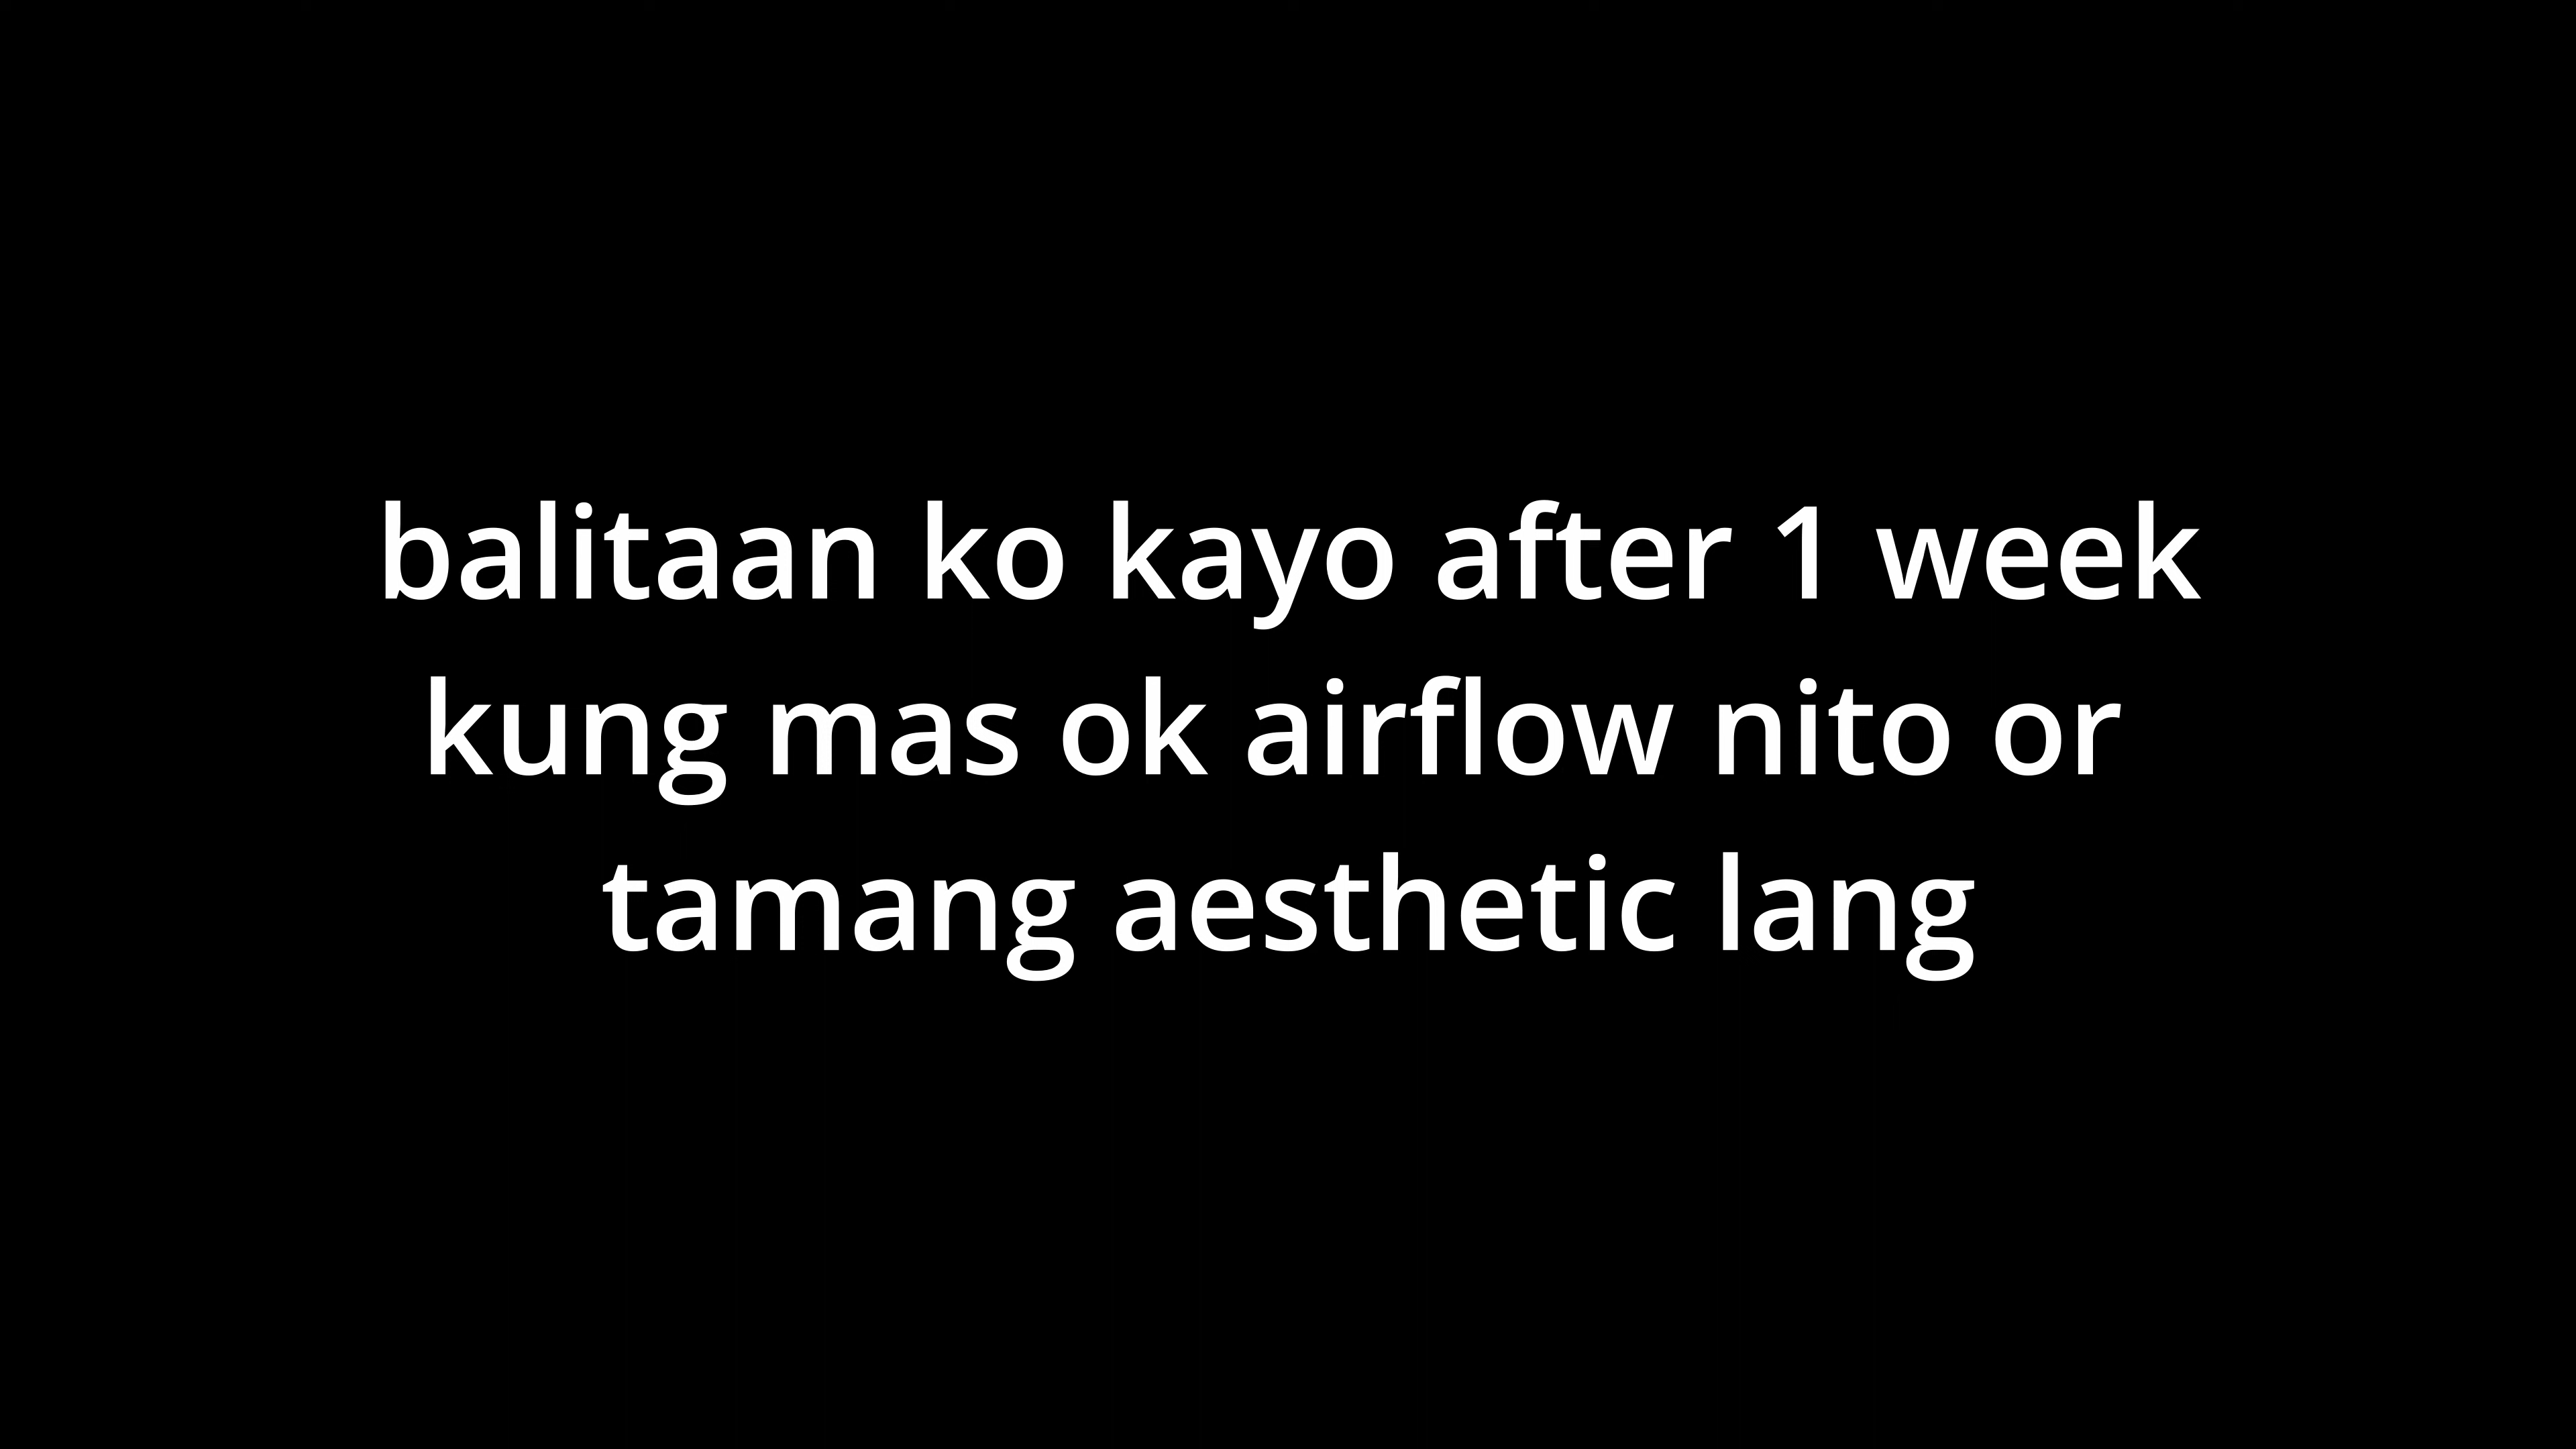 balitaan ko kayo after 1 week
kung mas ok airflow nito or
tamang aesthetic lang